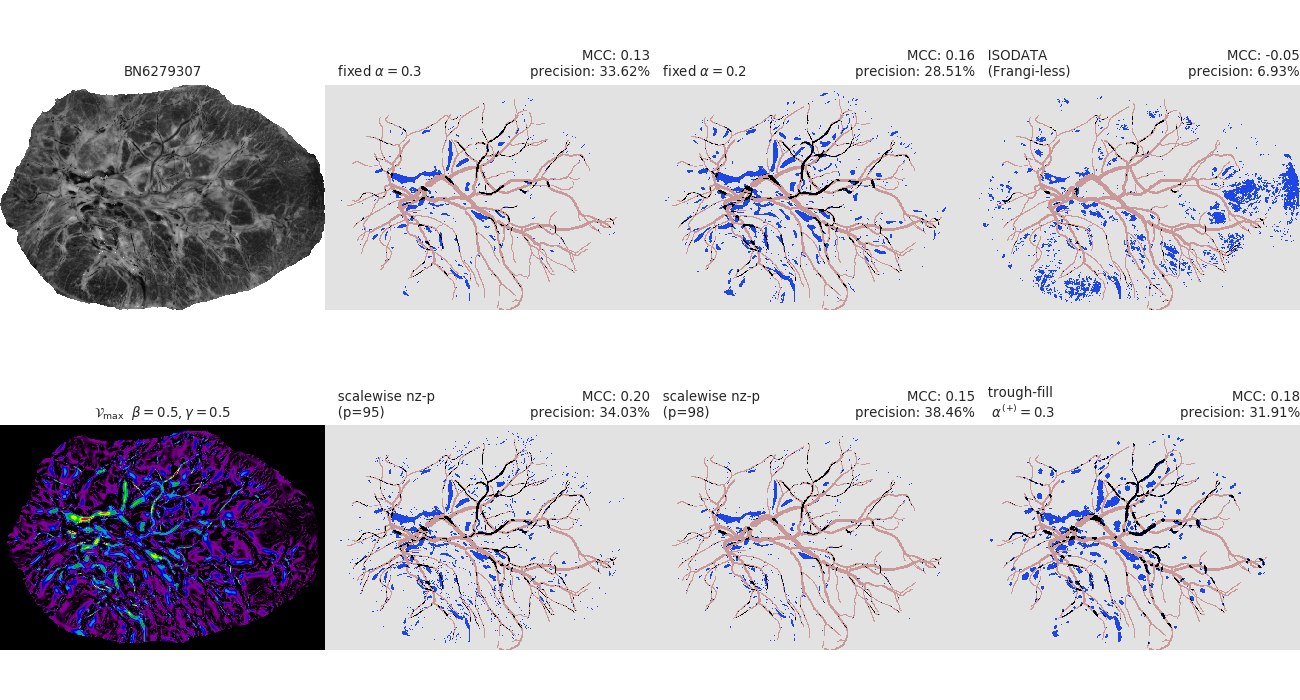 BN6279307
fixed α = 0.3
MCC: 0.13
precision: 33.62%
fixed α = 0.2
MCC: 0.16
precision: 28.51%
ISODATA
(Frangi-less)
MCC: -0.05
precision: 6.93%
𝒱max β = 0.5, γ = 0.5
scalewise nz-p
(p=95)
MCC: 0.20
precision: 34.03%
scalewise nz-p
(p=98)
MCC: 0.15
precision: 38.46%
trough-fill
α(+) = 0.3
MCC: 0.18
precision: 31.91%